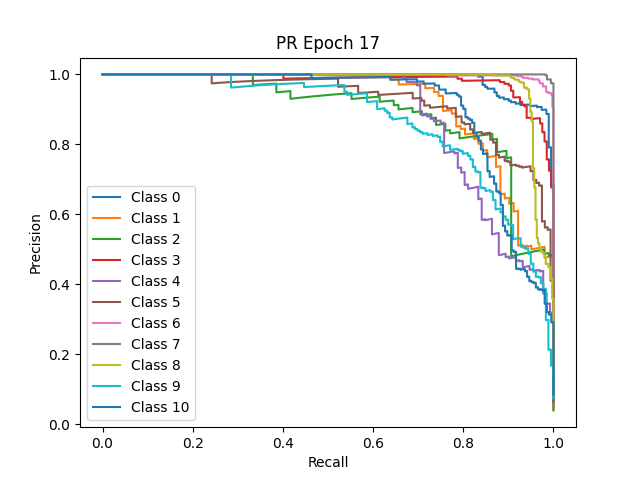 PR Epoch 17
1.0
0.8
0.6
0.4
0.2
0.0
Precision
Class 0
Class 1
Class 2
Class 3
Class 4
Class 5
Class 6
Class 7
Class 8
Class 9
Class 10
0.0 0.2 0.4 0.6 0.8 1.0
Recall